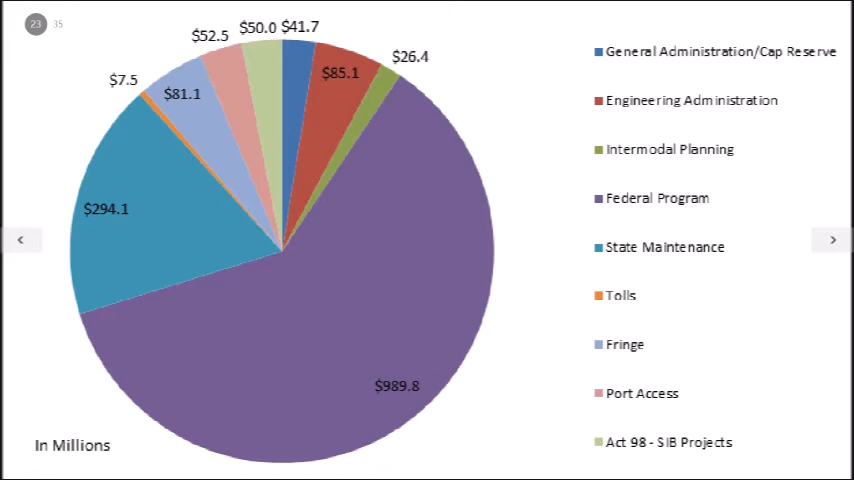 23 35
$52.5 $50.0 $41.7
$26.4
$7.5
$81.1
$85.1
$294.1
$989.8
In Millions
General Administration/Cap Reserve
Engineering Administration
Intermodal Planning
Federal Program
State Maintenance
Tolls
Fringe
Port Access
Act 98 - SIB Projects